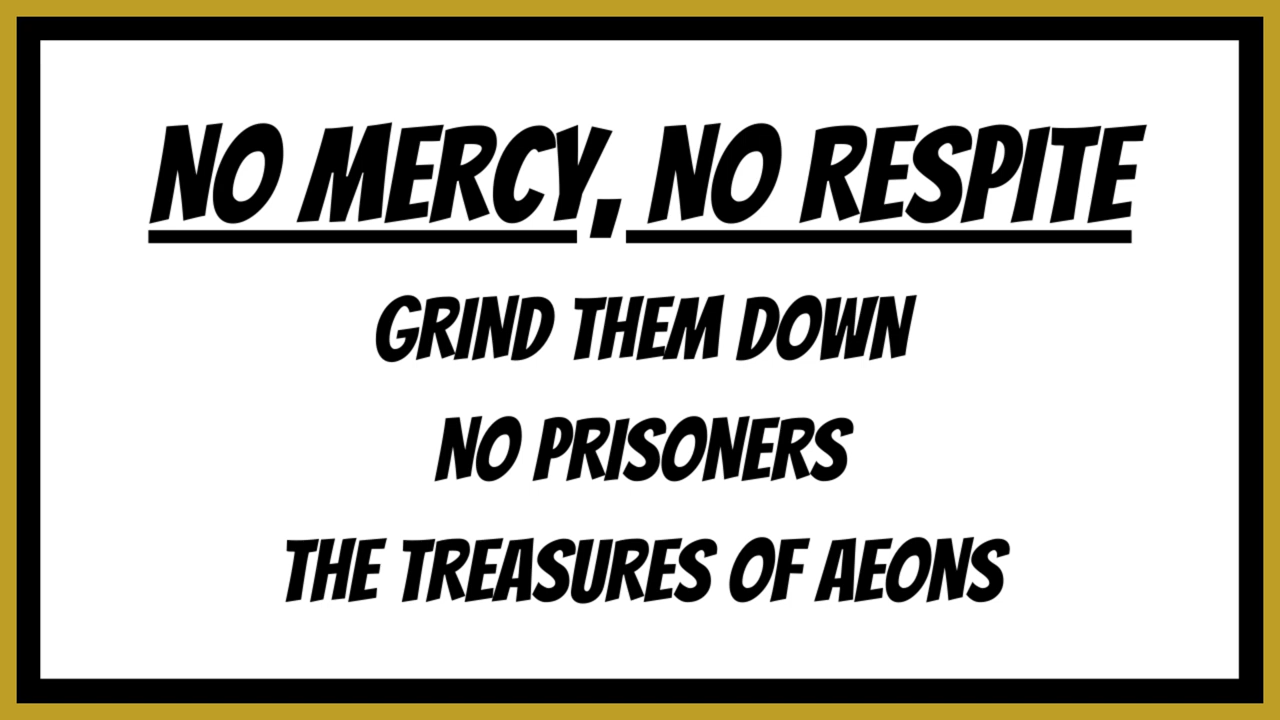 NO MERCY, NO RESPITE
GRIND THEM DOWN
NO PRISONERS
THE TREASURES OF AEONS